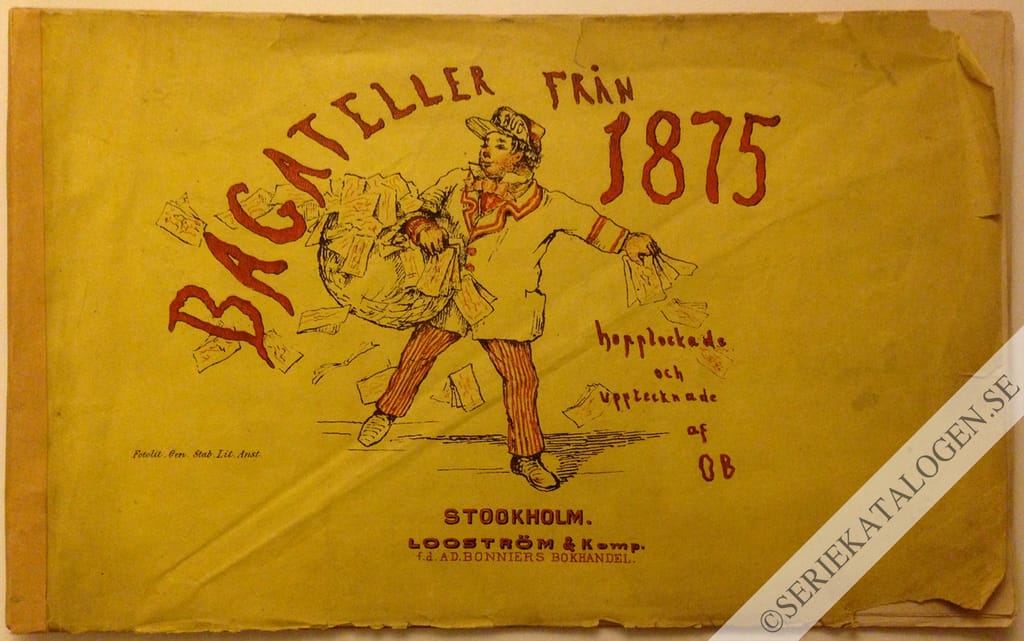 BAGATELLER FRÅN
1875
BUD
hopplockade
och
upptecknade
af
OB
Fotolit. Gen. Stab. Lit. Anst.
STOCKHOLM.
LOOSTRÖM & Komp.
f.d. AD. BONNIERS BOKHANDEL.
©SERIEKATALOGEN.SE